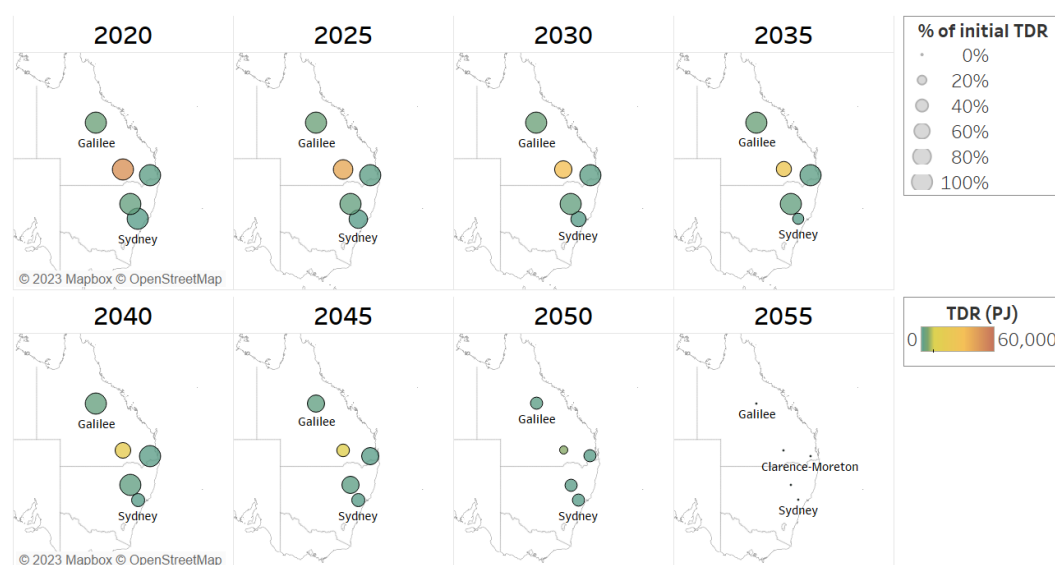 2020
2025
2030
2035
Galilee
Galilee
Galilee
Galilee
Sydney
Sydney
Sydney
Sydney
© 2023 Mapbox © OpenStreetMap
2040
2045
2050
2055
Galilee
Galilee
Galilee
Galilee
Clarence-Moreton
Sydney
Sydney
Sydney
Sydney
© 2023 Mapbox © OpenStreetMap
% of initial TDR
0%
20%
40%
60%
80%
100%
TDR (PJ)
0 60,000